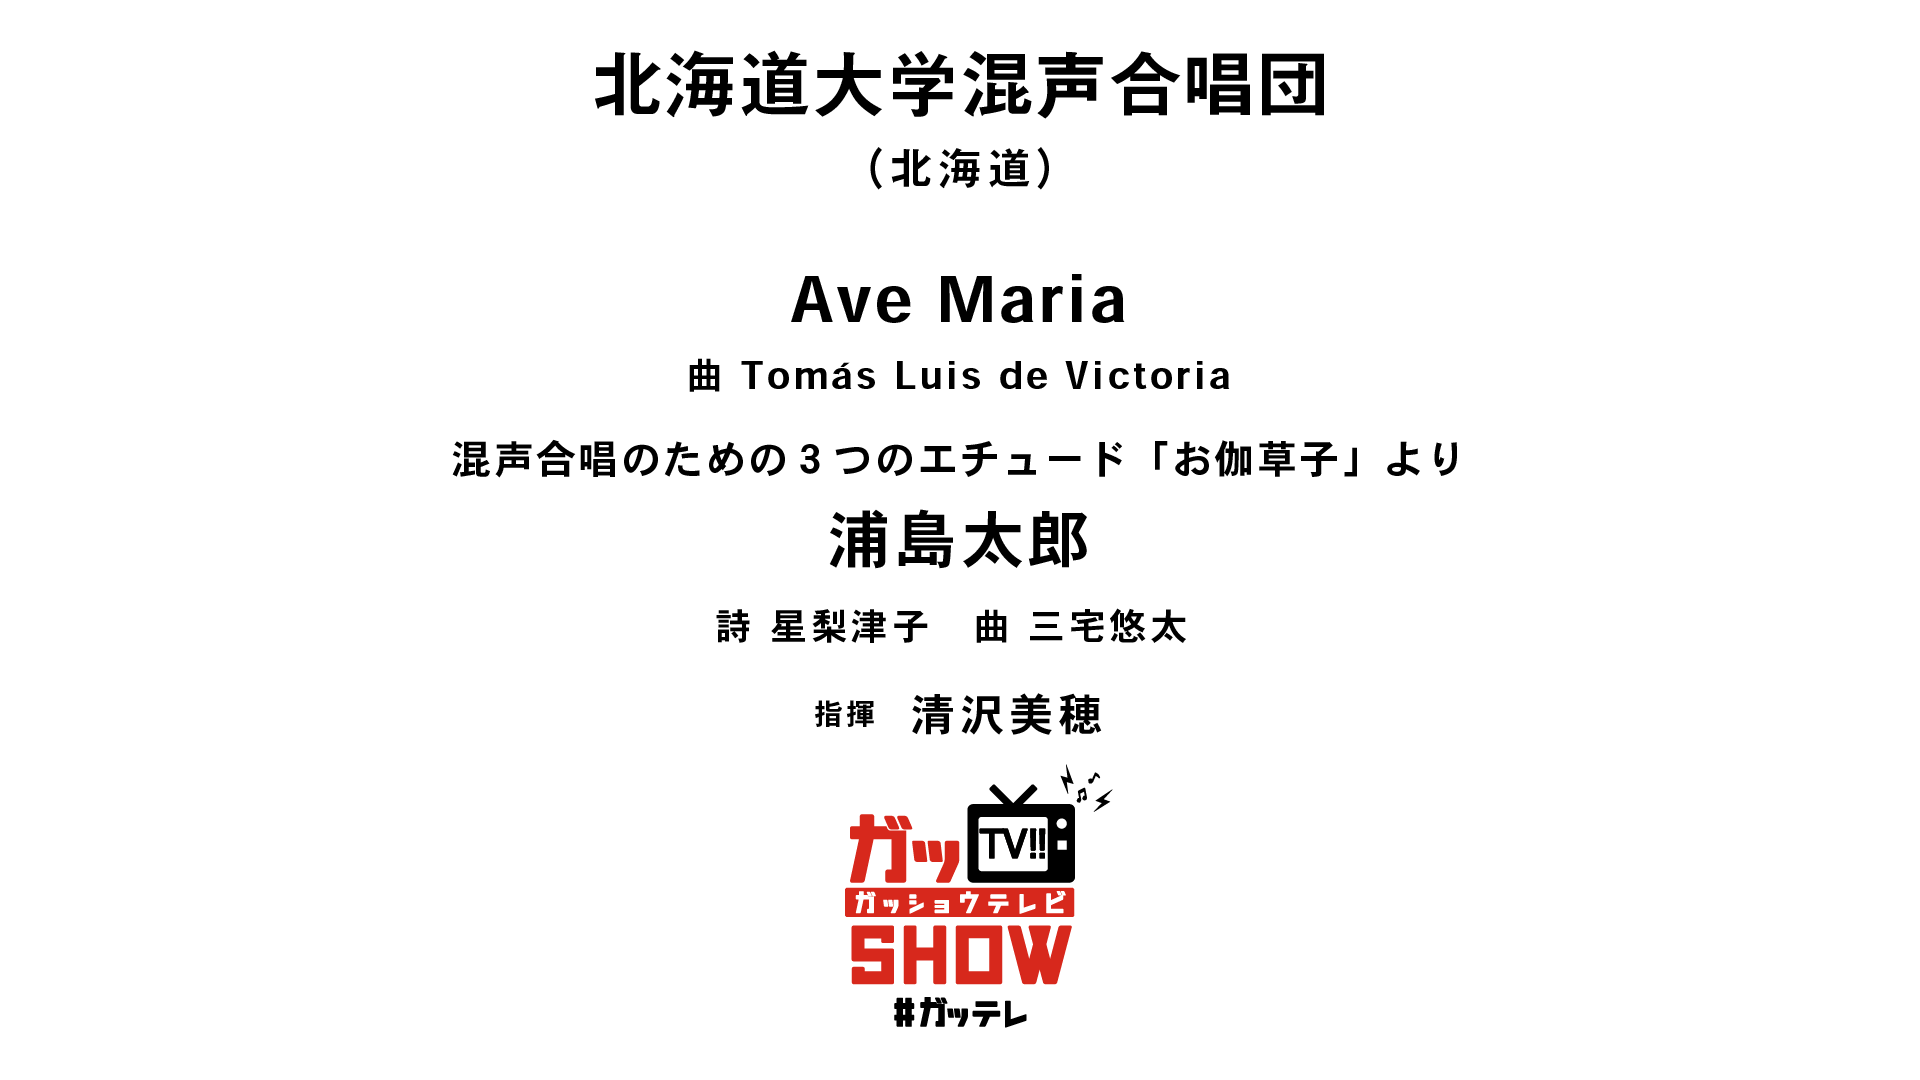 北海道大学混声合唱団
（北海道）
Ave Maria
曲 Tomás Luis de Victoria
混声合唱のための3つのエチュード「お伽草子」より
浦島太郎
詩 星梨津子　曲 三宅悠太
指揮　清沢美穂
ガッ TV!!
ガッショウテレビ
SHOW
#ガッテレ